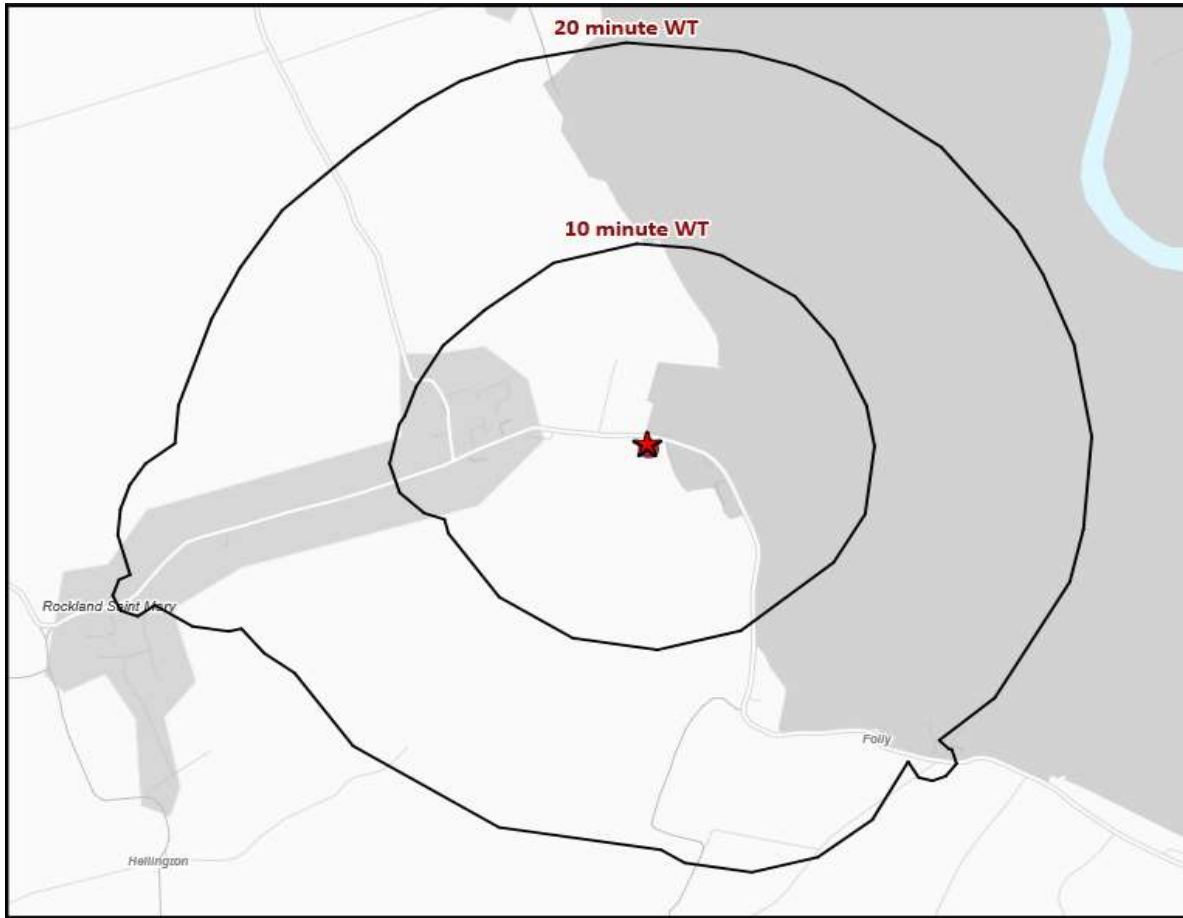 20 minute WT
10 minute WT
Rockland Saint Mary
Folly
Hellington